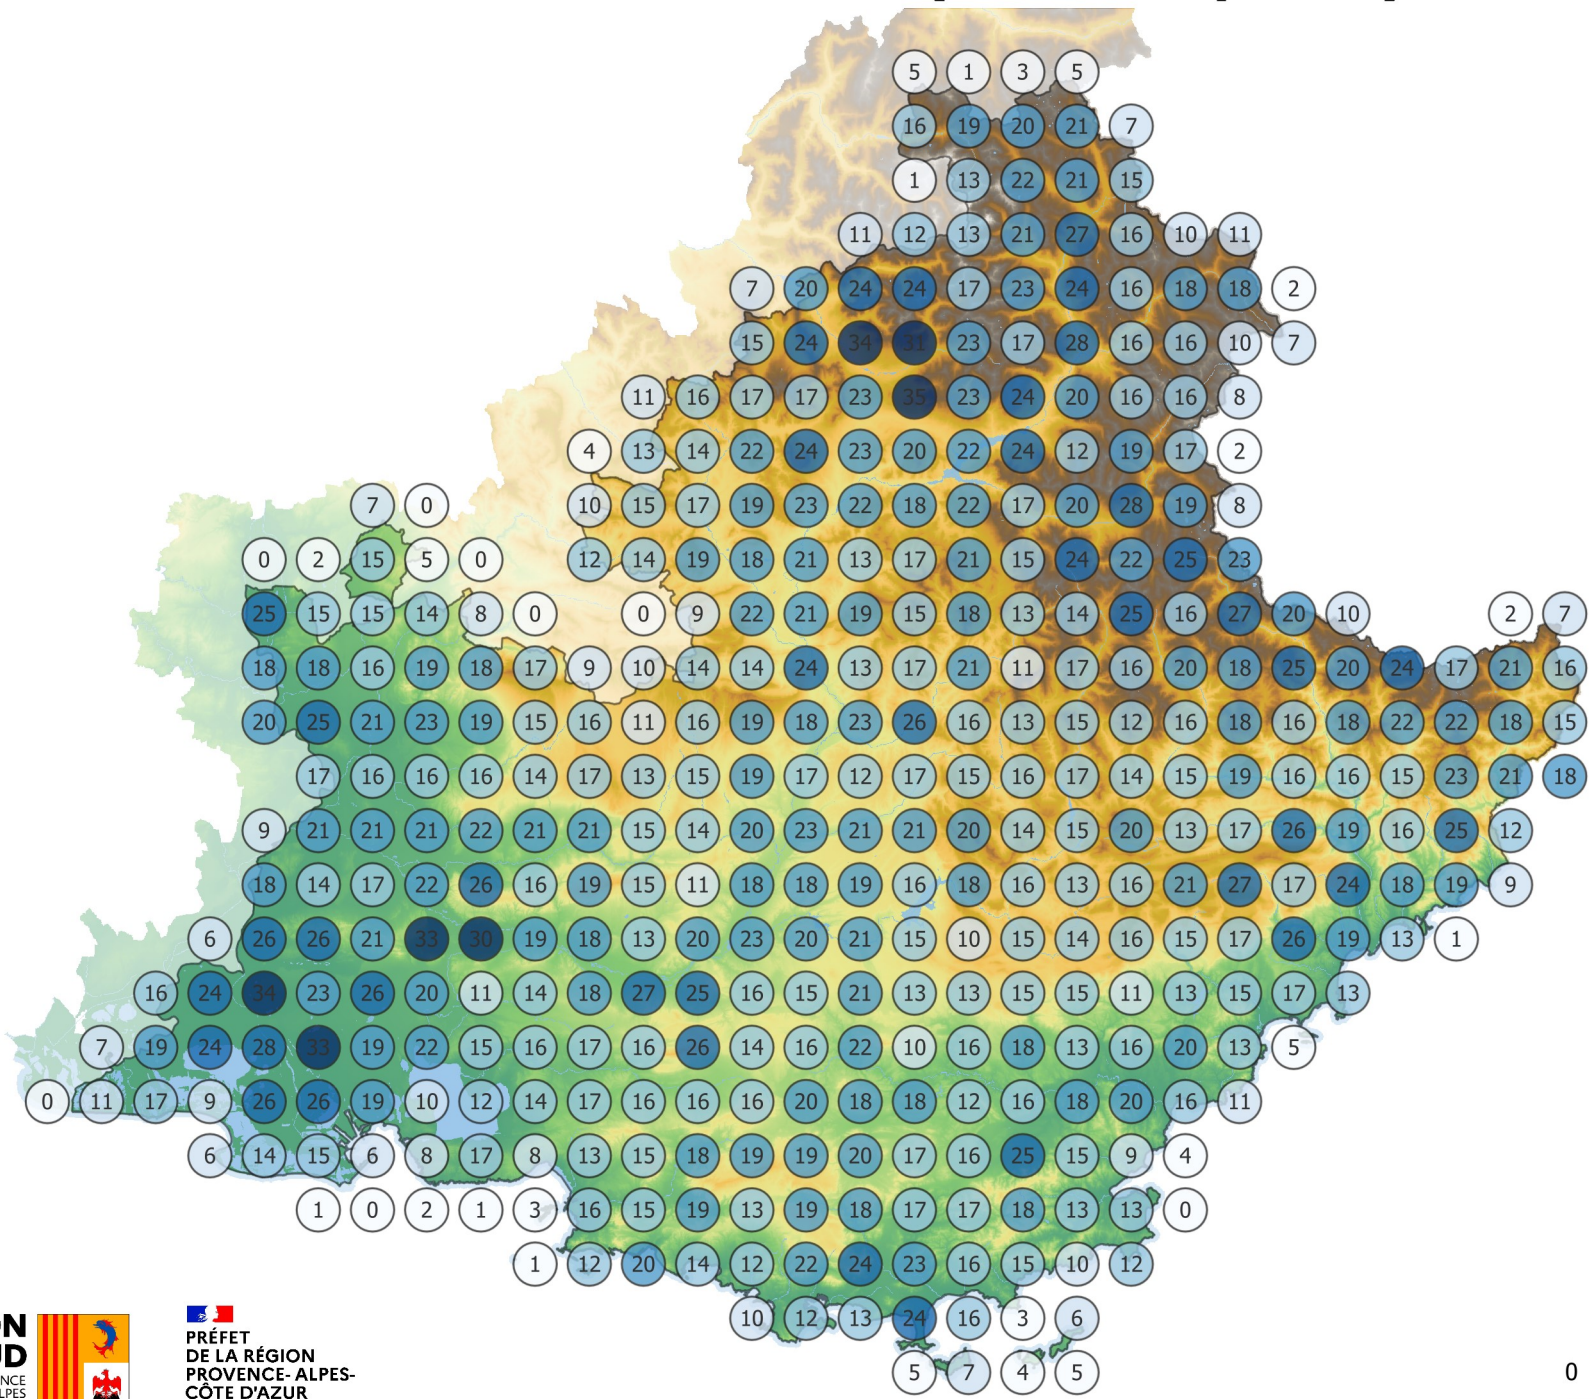 5 1 3 5
16 19 20 21 7
1 13 22 21 15
11 12 13 21 27 16 10 11
7 20 24 24 17 23 24 16 18 18 2
15 24 34 31 23 17 28 16 16 10 7
11 16 17 17 23 35 23 24 20 16 16 8
4 13 14 22 24 23 20 22 24 12 19 17 2
7 0 10 15 17 19 23 22 18 22 17 20 28 19 8
0 2 15 5 0 12 14 19 18 21 13 17 21 15 24 22 25 23
25 15 15 14 8 0 0 9 22 21 19 15 18 13 14 25 16 27 20 10 2 7
18 18 16 19 18 17 9 10 14 14 24 13 17 21 11 17 16 20 18 25 20 24 17 21 16
20 25 21 23 19 15 16 11 16 19 18 23 26 16 13 15 12 16 18 16 18 22 22 18 15
17 16 16 16 14 17 13 15 19 17 12 17 15 16 17 14 15 19 16 16 15 23 21 18
9 21 21 21 22 21 21 15 14 20 23 21 21 20 14 15 20 13 17 26 19 16 25 12
18 14 17 22 26 16 19 15 11 18 18 19 16 18 16 13 16 21 27 17 24 18 19 9
6 26 26 21 33 30 19 18 13 20 23 20 21 15 10 15 14 16 15 17 26 19 13 1
16 24 34 23 26 20 11 14 18 27 25 16 15 21 13 13 15 15 11 13 15 17 13
7 19 24 28 33 19 22 15 16 17 16 26 14 16 22 10 16 18 13 16 20 13 5
0 11 17 9 26 26 19 10 12 14 17 16 16 16 20 18 18 12 16 18 20 16 11
6 14 15 6 8 17 8 13 15 18 19 19 20 17 16 25 15 9 4
1 0 2 1 3 16 15 19 13 19 18 17 17 18 13 13 0
1 12 20 14 12 22 24 23 16 15 10 12
10 12 13 24 16 3 6
5 7 4 5
PRÉFET
DE LA RÉGION
PROVENCE- ALPES-
CÔTE D'AZUR
0